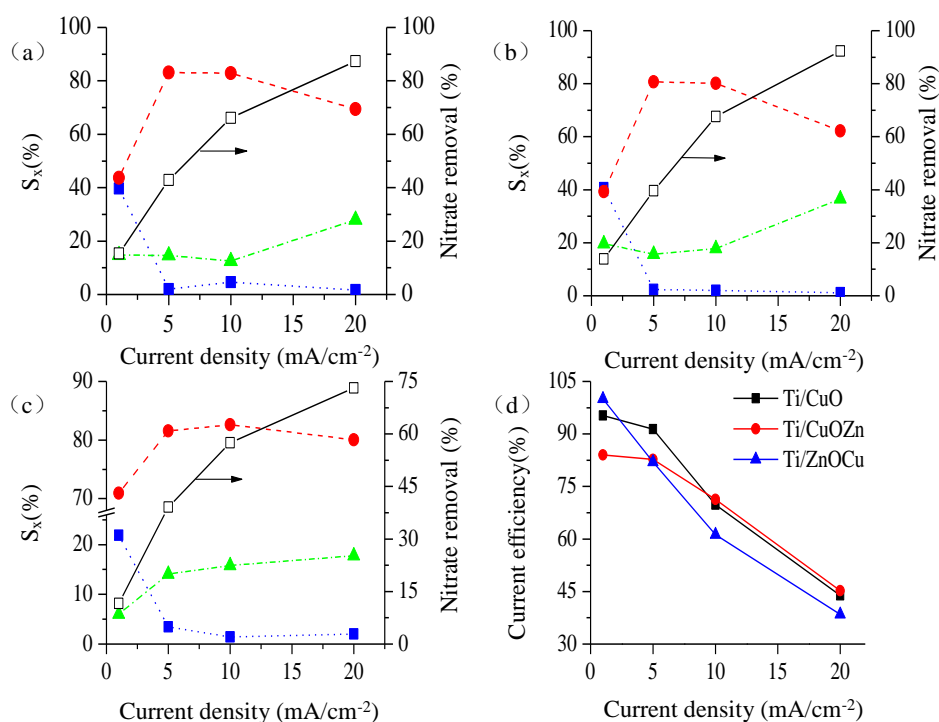 (a)
100
80
60
40
20
0
S_x(%)
100
80
60
40
20
0
Nitrate removal (%)
0 5 10 15 20
Current density (mA/cm⁻²)
(b)
100
80
60
40
20
0
S_x(%)
100
80
60
40
20
0
Nitrate removal (%)
0 5 10 15 20
Current density (mA/cm⁻²)
(c)
90
80
70
20
10
0
S_x(%)
75
60
45
30
15
0
Nitrate removal (%)
0 5 10 15 20
Current density (mA/cm⁻²)
(d)
105
90
75
60
45
30
Current efficiency(%)
Ti/CuO
Ti/CuOZn
Ti/ZnOCu
0 5 10 15 20
Current density (mA/cm⁻²)